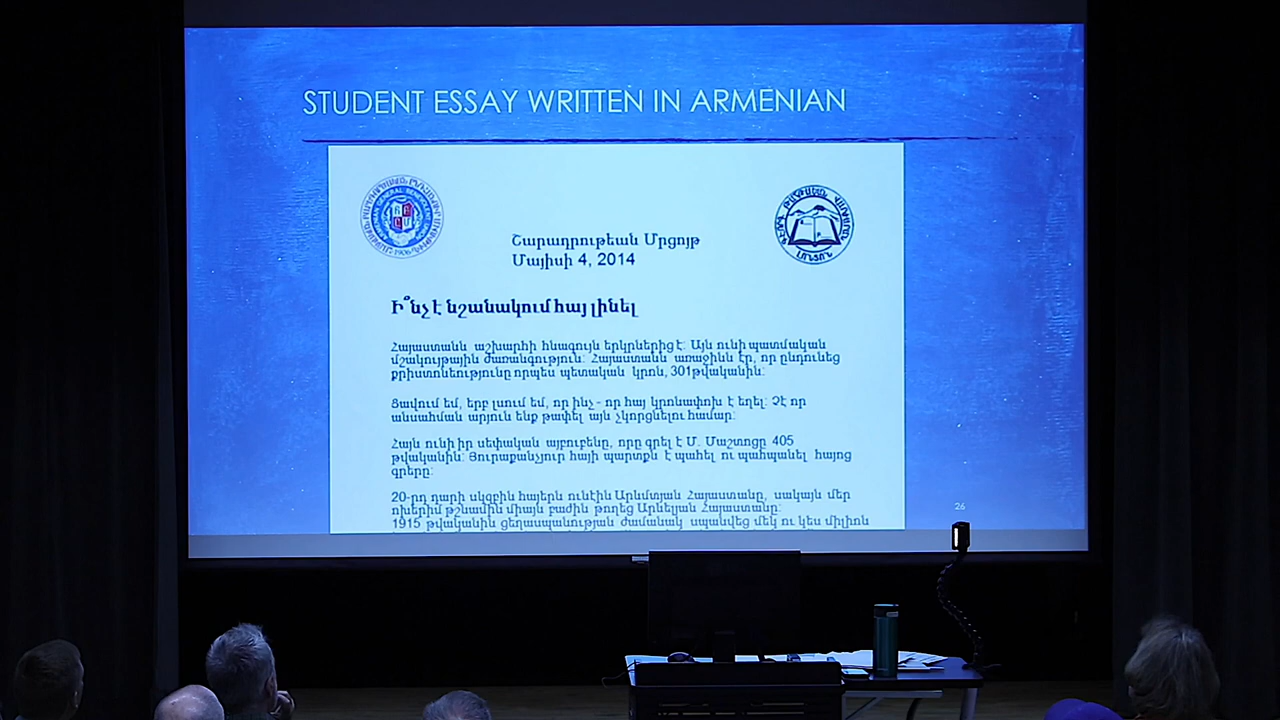 STUDENT ESSAY WRITTEN IN ARMENIAN
Շարադրութեան Մրցոյթ
Մայիսի 4, 2014
Ի՞նչ է նշանակում հայ լինել
Հայաստանն աշխարհի հնագույն երկրներից է: Այն ունի պատմական
մշակույթային ժառանգություն: Հայաստանն առաջինն էր, որ ընդունեց
քրիստոնեությունը որպես պետական կրոն, 301թվականին:
Ցավում եմ, երբ լսում եմ, որ ինչ - որ հայ կրոնափոխ է եղել: Չէ որ
անսահման արյուն ենք թափել այն չկորցնելու համար:
Հայն ունի իր սեփական այբուբենը, որը գրել է Մ. Մաշտոցը 405
թվականին: Յուրաքանչյուր հայի պարտքն է պահել ու պահպանել հայոց
գրերը:
20-րդ դարի սկզբին հայերն ունէին Արևմտյան Հայաստանը, սակայն մեր
ոխերիմ թշնամին միայն բաժին թողեց Արևելյան Հայաստանը:
1915 թվականին ցեղասպանության ժամանակ սպանվեց մեկ ու կես միլիոն
26
1906
ԼՈՆՏՈՆ